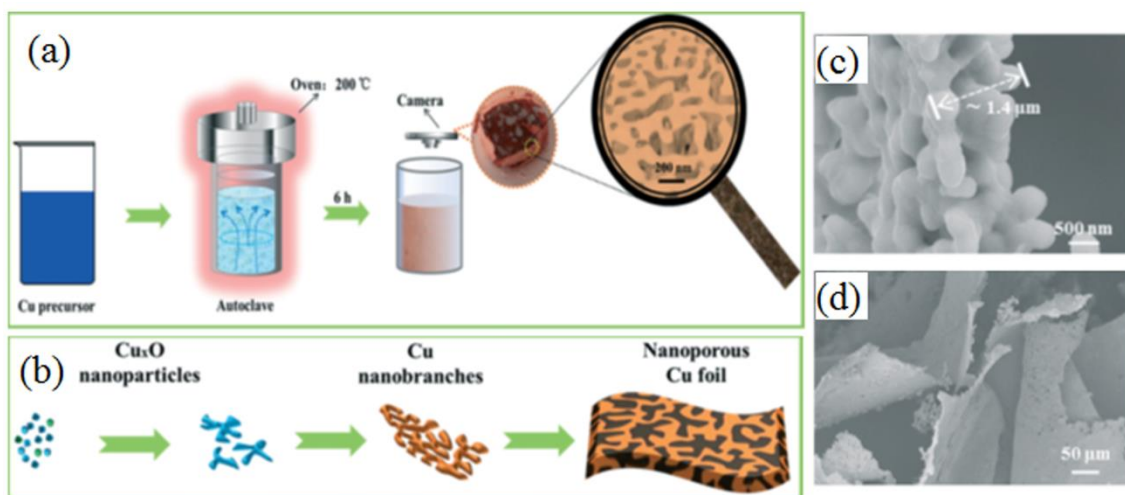 (a)
Oven: 200 ℃
Camera
6 h
200 nm
Cu precursor
Autoclave
(b)
CuxO
nanoparticles
Cu
nanobranches
Nanoporous
Cu foil
(c)
~ 1.4 μm
500 nm
(d)
50 μm